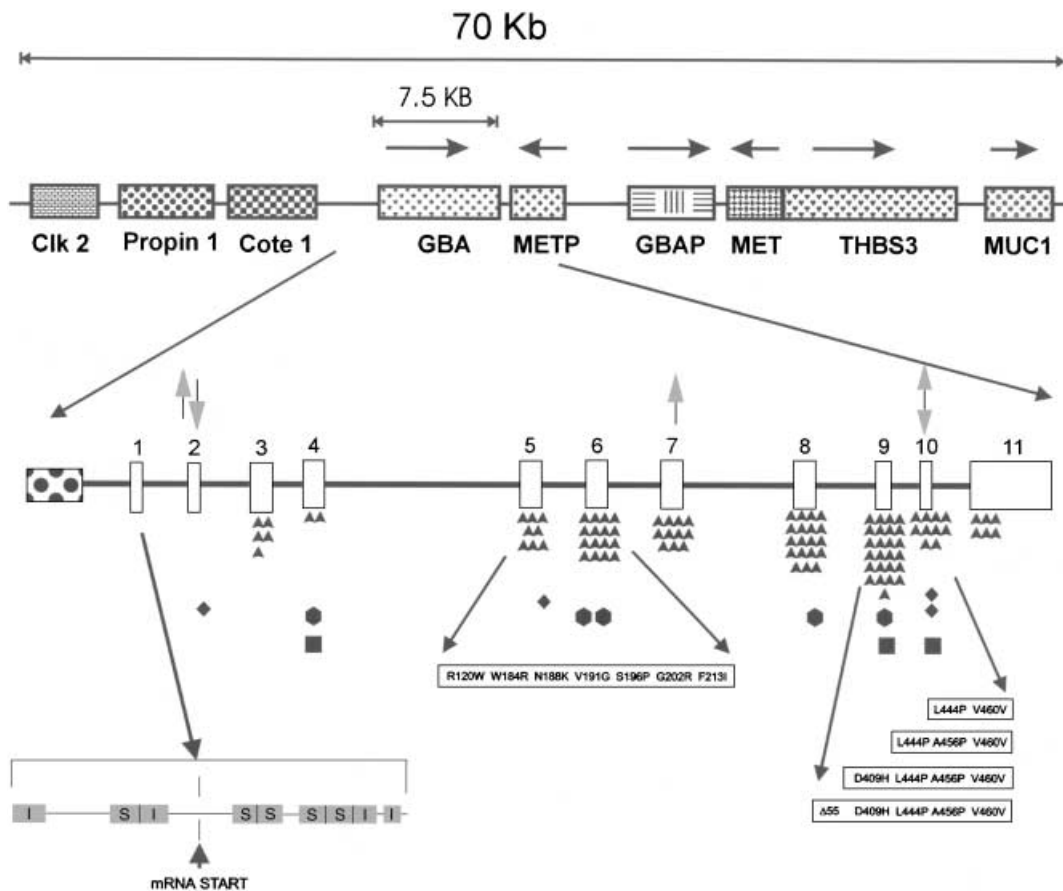 70 Kb
7.5 KB
Clk 2 Propin 1 Cote 1 GBA METP GBAP MET THBS3 MUC1
1 2 3 4 5 6 7 8 9 10 11
R120W W184R N188K V191G S196P G202R F213I
L444P V460V
L444P A456P V460V
D409H L444P A456P V460V
Δ55 D409H L444P A456P V460V
I S I S S S S I I
mRNA START